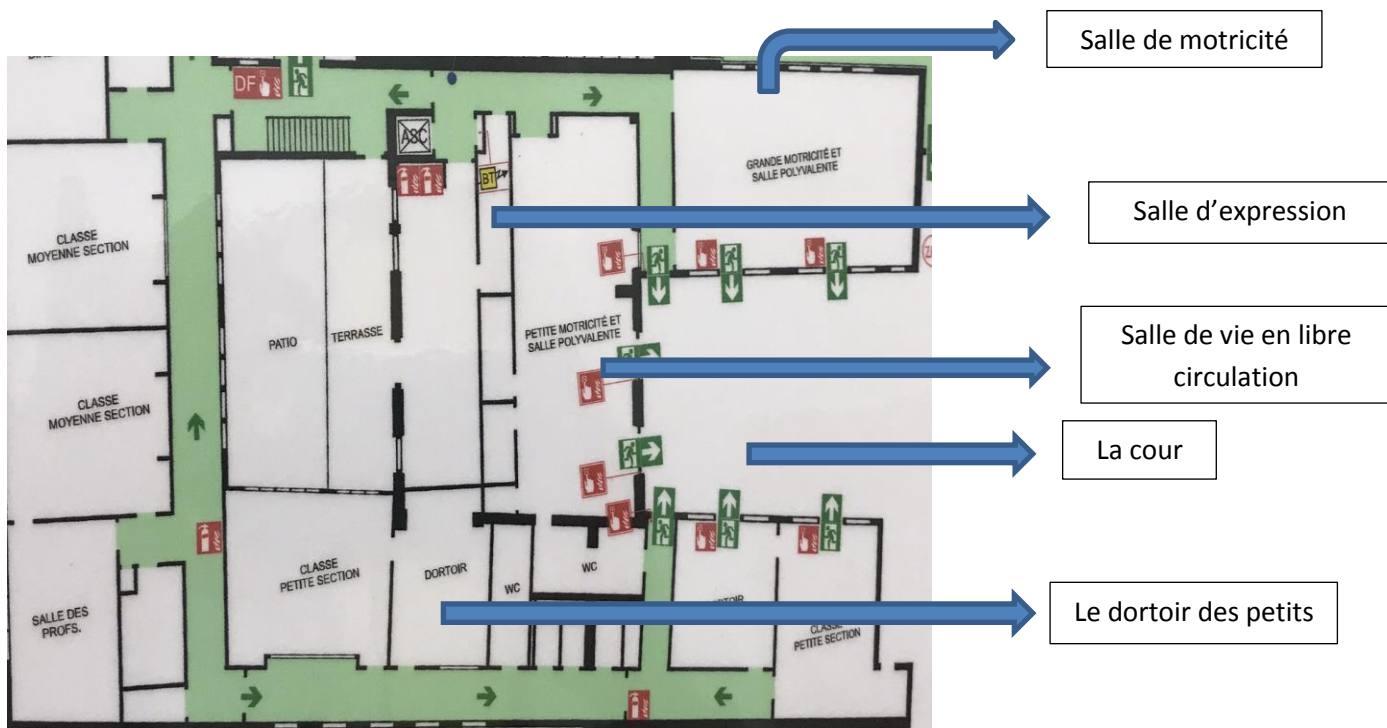 Salle de motricité
Salle d’expression
Salle de vie en libre
circulation
La cour
Le dortoir des petits
DF
ASC
BT
GRANDE MOTRICITÉ ET
SALLE POLYVALENTE
CLASSE
MOYENNE SECTION
PATIO
TERRASSE
PETITE MOTRICITÉ ET
SALLE POLYVALENTE
CLASSE
MOYENNE SECTION
CLASSE
PETITE SECTION
DORTOIR
WC
WC
SALLE DES
PROFS.
CLASSE
PETITE SECTION